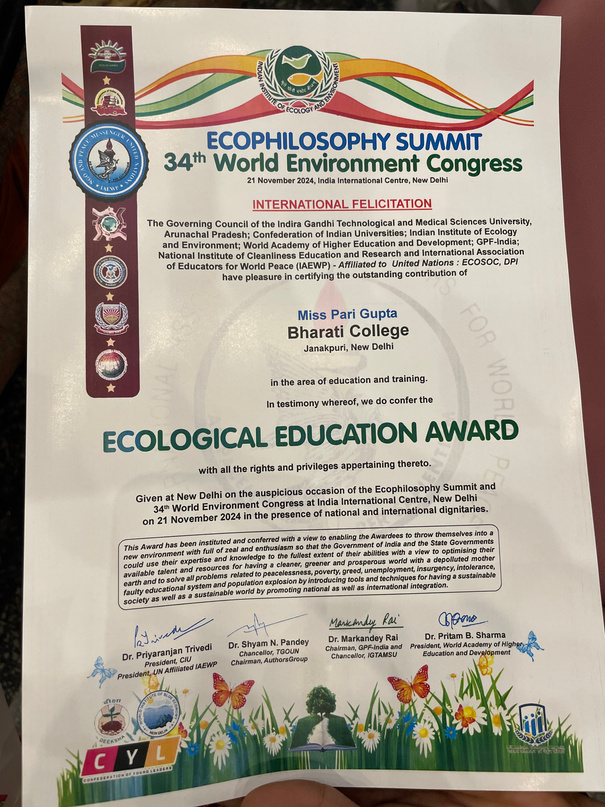 INDIAN INSTITUTE OF ECOLOGY AND ENVIRONMENT
ECOPHILOSOPHY SUMMIT
34th World Environment Congress
21 November 2024, India International Centre, New Delhi
INTERNATIONAL FELICITATION
The Governing Council of the Indira Gandhi Technological and Medical Sciences University,
Arunachal Pradesh; Confederation of Indian Universities; Indian Institute of Ecology
and Environment; World Academy of Higher Education and Development; GPF-India;
National Institute of Cleanliness Education and Research and International Association
of Educators for World Peace (IAEWP) - Affiliated to United Nations : ECOSOC, DPI
have pleasure in certifying the outstanding contribution of
Miss Pari Gupta
Bharati College
Janakpuri, New Delhi
in the area of education and training.
In testimony whereof, we do confer the
ECOLOGICAL EDUCATION AWARD
with all the rights and privileges appertaining thereto.
Given at New Delhi on the auspicious occasion of the Ecophilosophy Summit and
34th World Environment Congress at India International Centre, New Delhi
on 21 November 2024 in the presence of national and international dignitaries.
This Award has been instituted and conferred with a view to enabling the Awardees to throw themselves into a
new environment with full of zeal and enthusiasm so that the Government of India and the State Governments
could use their expertise and knowledge to the fullest extent of their abilities with a view to optimising their
available talent and resources for having a cleaner, greener and prosperous world with a depolluted mother
earth and to solve all problems related to peacelessness, poverty, greed, unemployment, insurgency, intolerance,
faulty educational system and population explosion by introducing tools and techniques for having a sustainable
society as well as a sustainable world by promoting national as well as international integration.
Markandey Rai
Dr. Priyaranjan Trivedi
President, CIU
President, UN Affiliated IAEWP
Dr. Shyam N. Pandey
Chancellor, TGOUN
Chairman, AuthorsGroup
Dr. Markandey Rai
Chairman, GPF-India and
Chancellor, IGTAMSU
Dr. Pritam B. Sharma
President, World Academy of Higher
Education and Development
CYL
CONFEDERATION OF YOUNG LEADERS